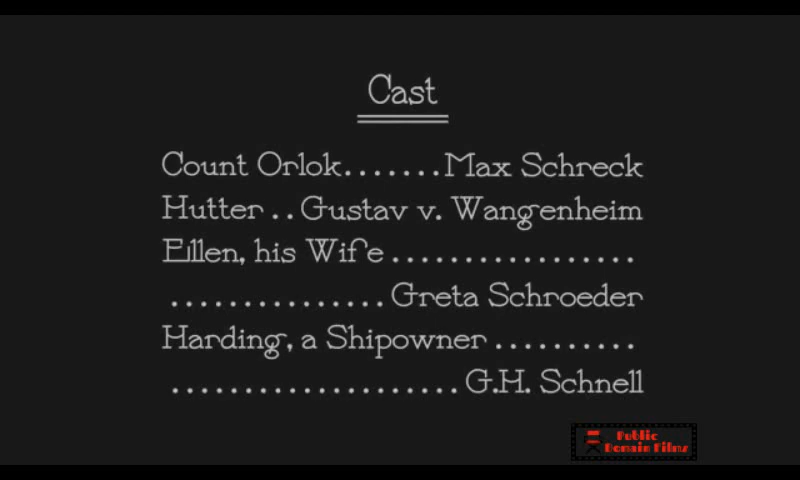 Cast
Count Orlok.......Max Schreck
Hutter..Gustav v. Wangenheim
Ellen, his Wife.................
...............Greta Schroeder
Harding, a Shipowner..........
....................G.H. Schnell
Public
Domain Films